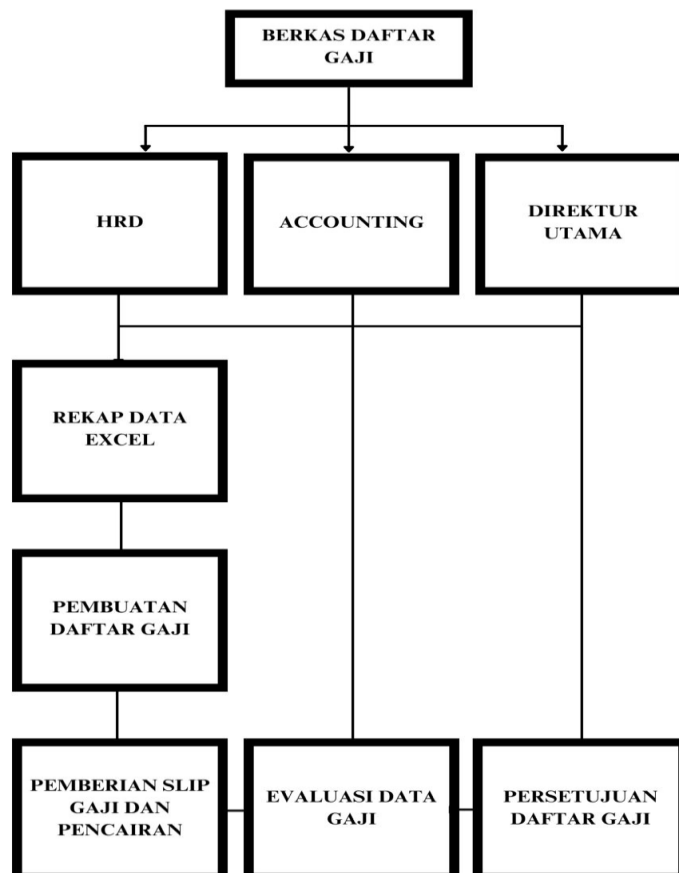 BERKAS DAFTAR
GAJI
HRD
ACCOUNTING
DIREKTUR
UTAMA
REKAP DATA
EXCEL
PEMBUATAN
DAFTAR GAJI
PEMBERIAN SLIP
GAJI DAN
PENCAIRAN
EVALUASI DATA
GAJI
PERSETUJUAN
DAFTAR GAJI